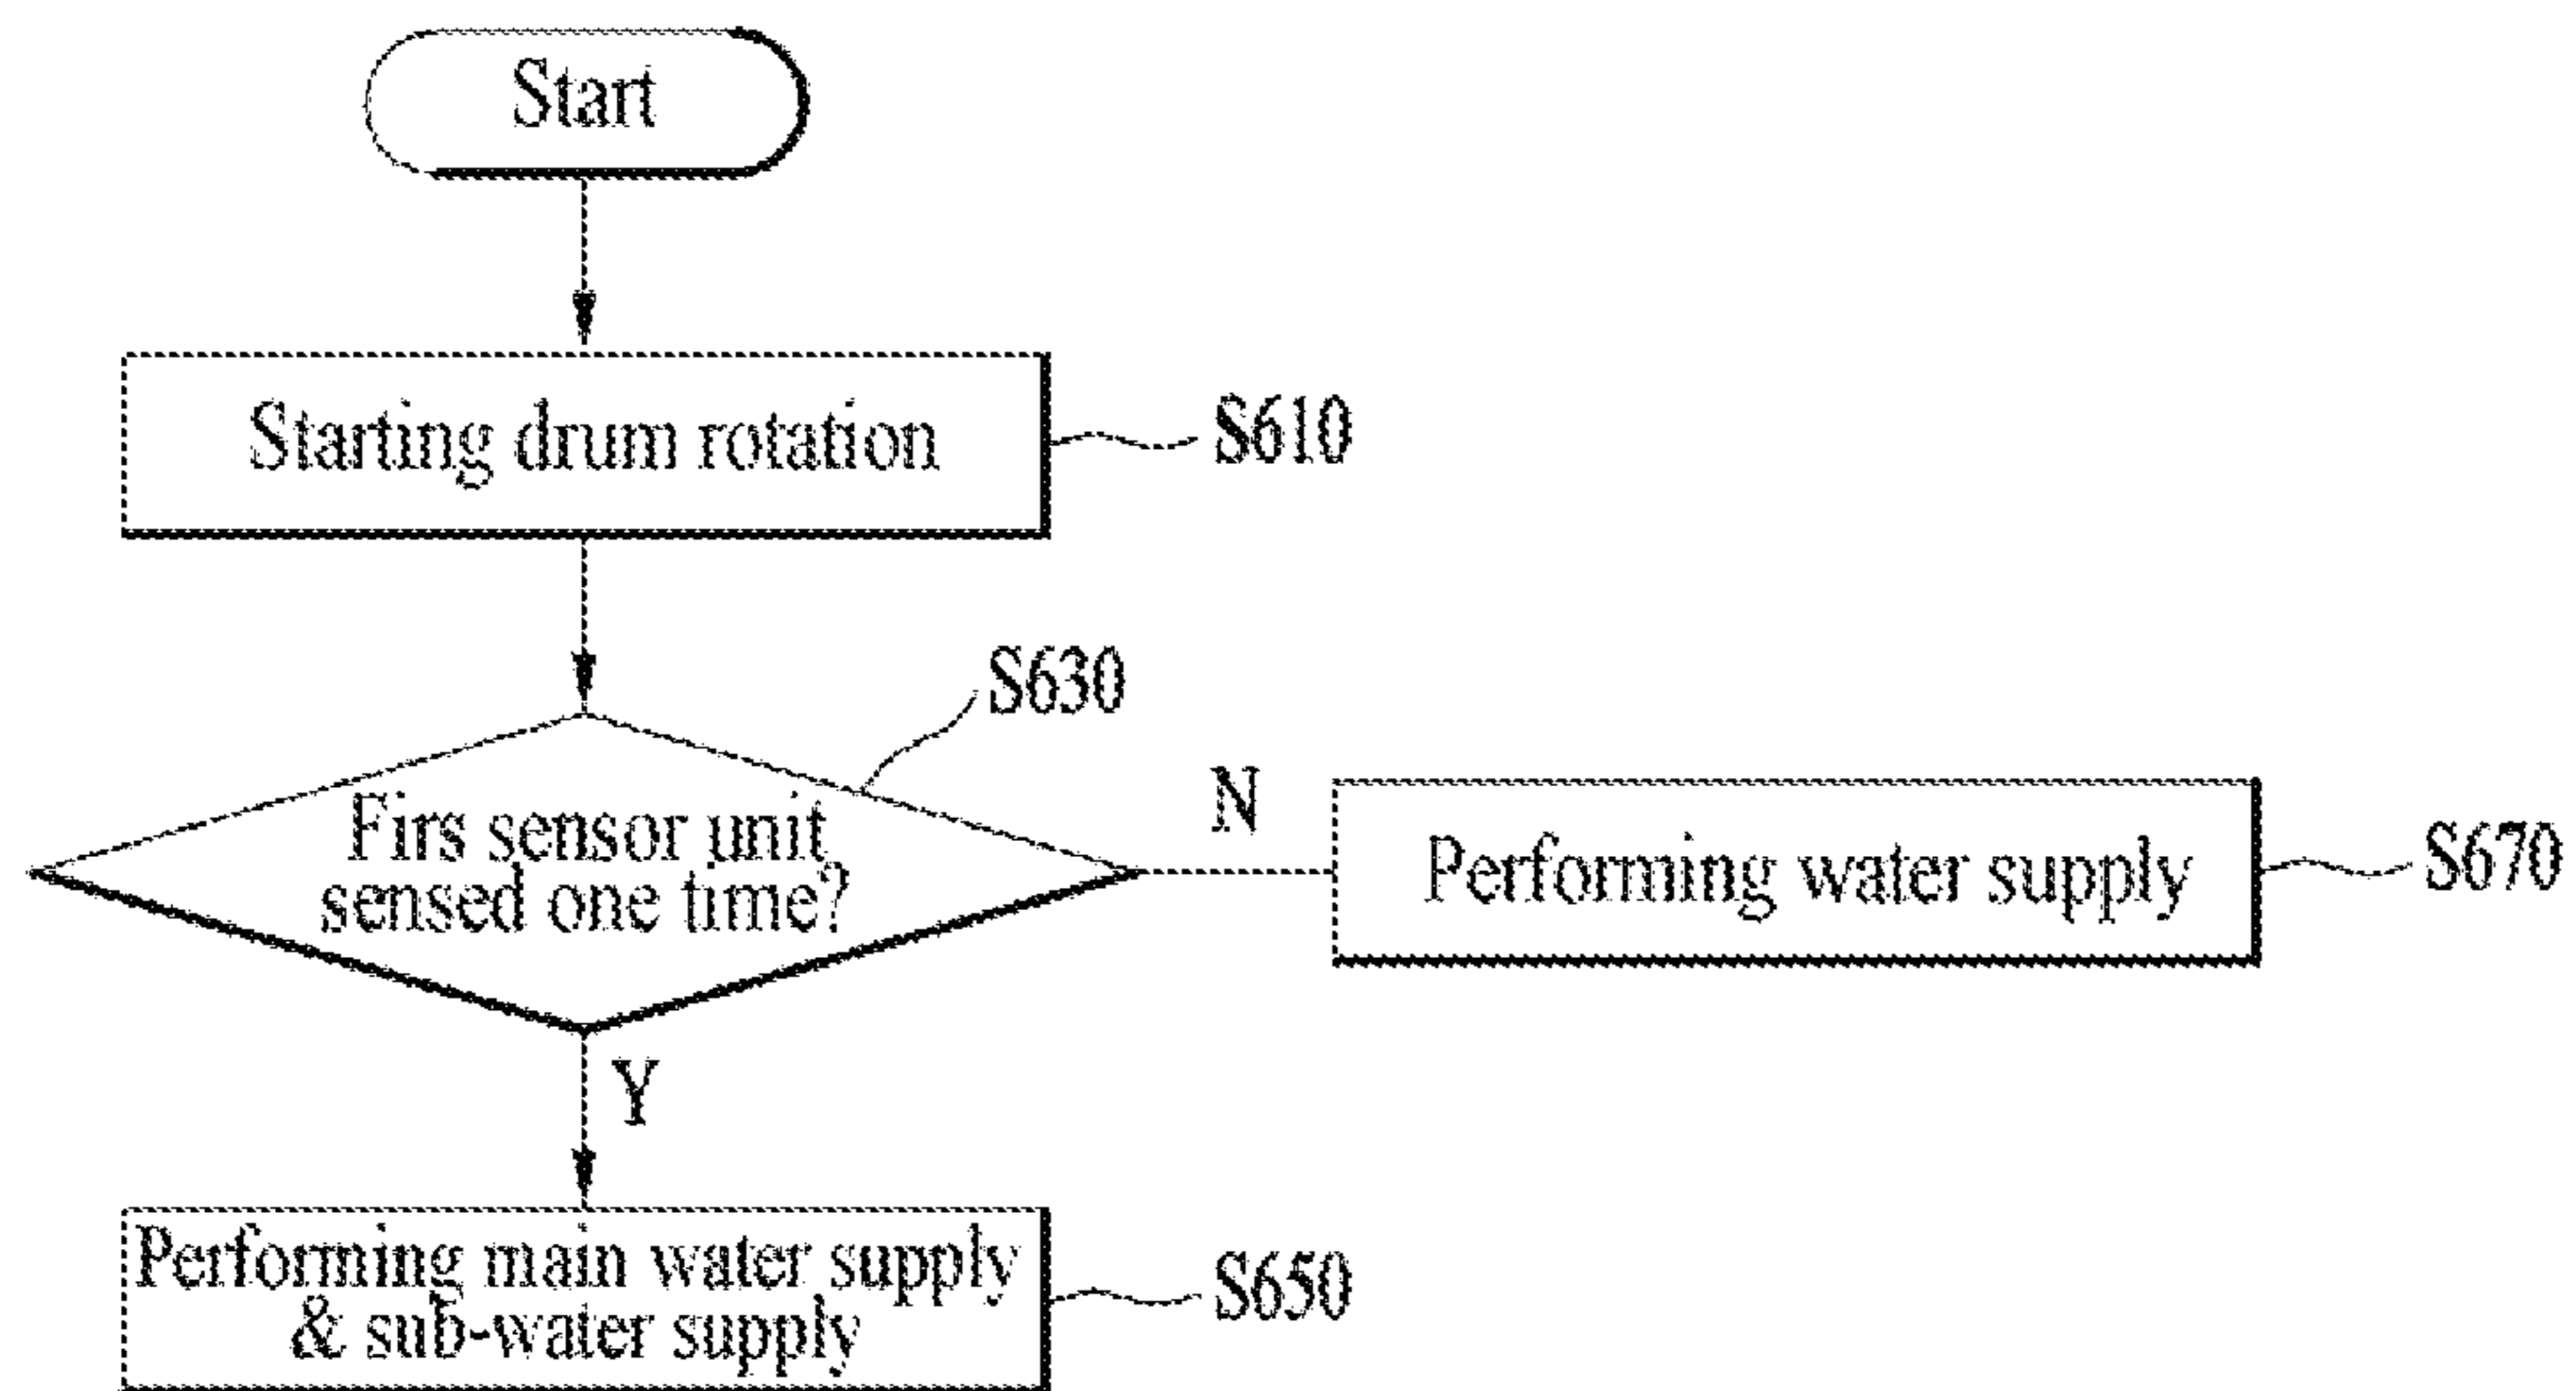 Start
Starting drum rotation
S610
S630
Firs sensor unit
sensed one time?
N
Performing water supply
S670
Y
Performing main water supply
& sub-water supply
S650